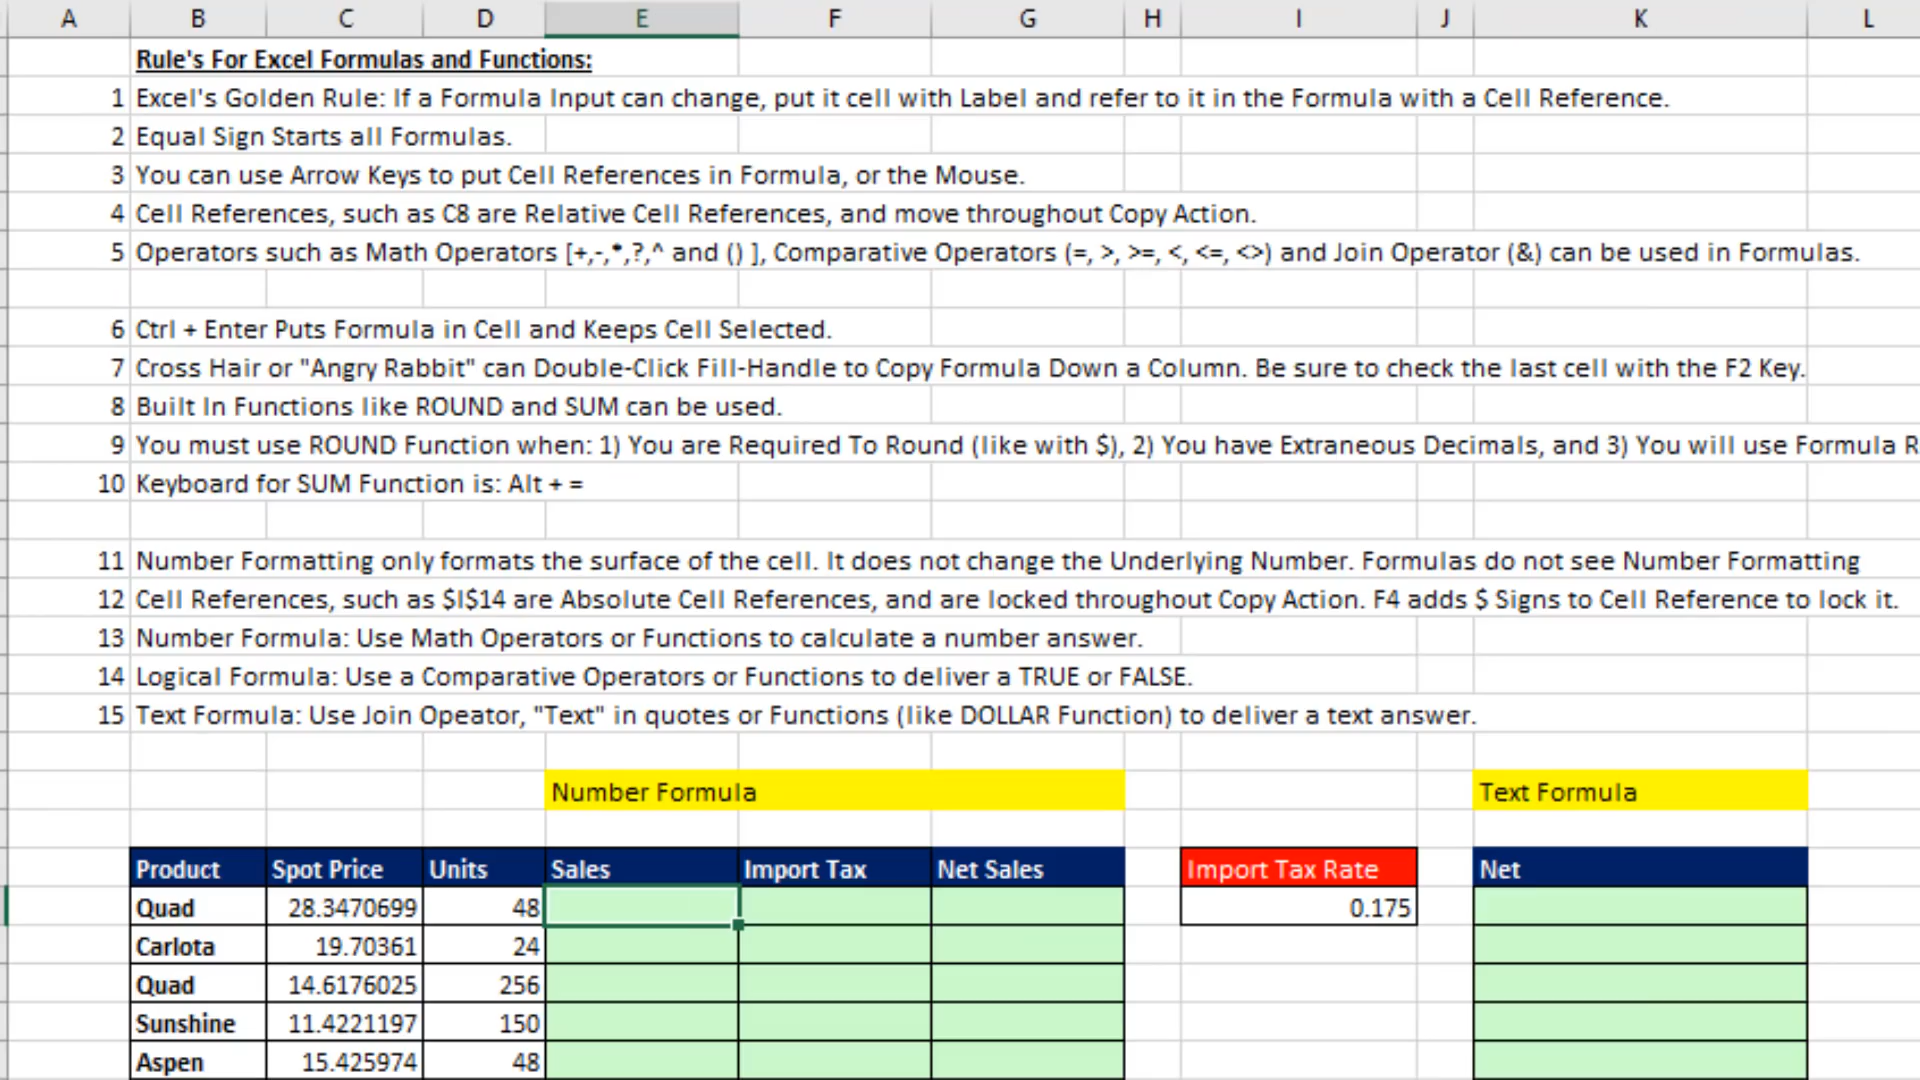 A B C D E F G H I J K L
Rule's For Excel Formulas and Functions:
1 Excel's Golden Rule: If a Formula Input can change, put it cell with Label and refer to it in the Formula with a Cell Reference.
2 Equal Sign Starts all Formulas.
3 You can use Arrow Keys to put Cell References in Formula, or the Mouse.
4 Cell References, such as C8 are Relative Cell References, and move throughout Copy Action.
5 Operators such as Math Operators [+,-,*,?,^ and () ], Comparative Operators (=, >, >=, <, <=, <>) and Join Operator (&) can be used in Formulas.
6 Ctrl + Enter Puts Formula in Cell and Keeps Cell Selected.
7 Cross Hair or "Angry Rabbit" can Double-Click Fill-Handle to Copy Formula Down a Column. Be sure to check the last cell with the F2 Key.
8 Built In Functions like ROUND and SUM can be used.
9 You must use ROUND Function when: 1) You are Required To Round (like with $), 2) You have Extraneous Decimals, and 3) You will use Formula R
10 Keyboard for SUM Function is: Alt + =
11 Number Formatting only formats the surface of the cell. It does not change the Underlying Number. Formulas do not see Number Formatting
12 Cell References, such as $I$14 are Absolute Cell References, and are locked throughout Copy Action. F4 adds $ Signs to Cell Reference to lock it.
13 Number Formula: Use Math Operators or Functions to calculate a number answer.
14 Logical Formula: Use a Comparative Operators or Functions to deliver a TRUE or FALSE.
15 Text Formula: Use Join Opeator, "Text" in quotes or Functions (like DOLLAR Function) to deliver a text answer.
Number Formula Text Formula
Product Spot Price Units Sales Import Tax Net Sales Import Tax Rate Net
Quad 28.3470699 48 0.175
Carlota 19.70361 24
Quad 14.6176025 256
Sunshine 11.4221197 150
Aspen 15.425974 48